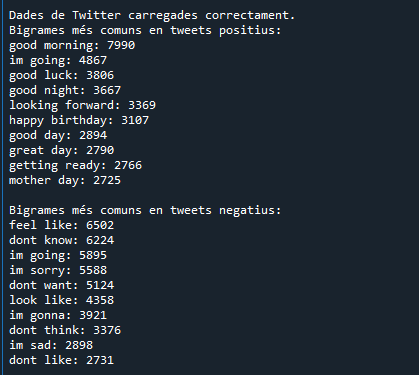 Dades de Twitter carregades correctament.
Bigrames més comuns en tweets positius:
good morning: 7990
im going: 4867
good luck: 3806
good night: 3667
looking forward: 3369
happy birthday: 3107
good day: 2894
great day: 2790
getting ready: 2766
mother day: 2725

Bigrames més comuns en tweets negatius:
feel like: 6502
dont know: 6224
im going: 5895
im sorry: 5588
dont want: 5124
look like: 4358
im gonna: 3921
dont think: 3376
im sad: 2898
dont like: 2731